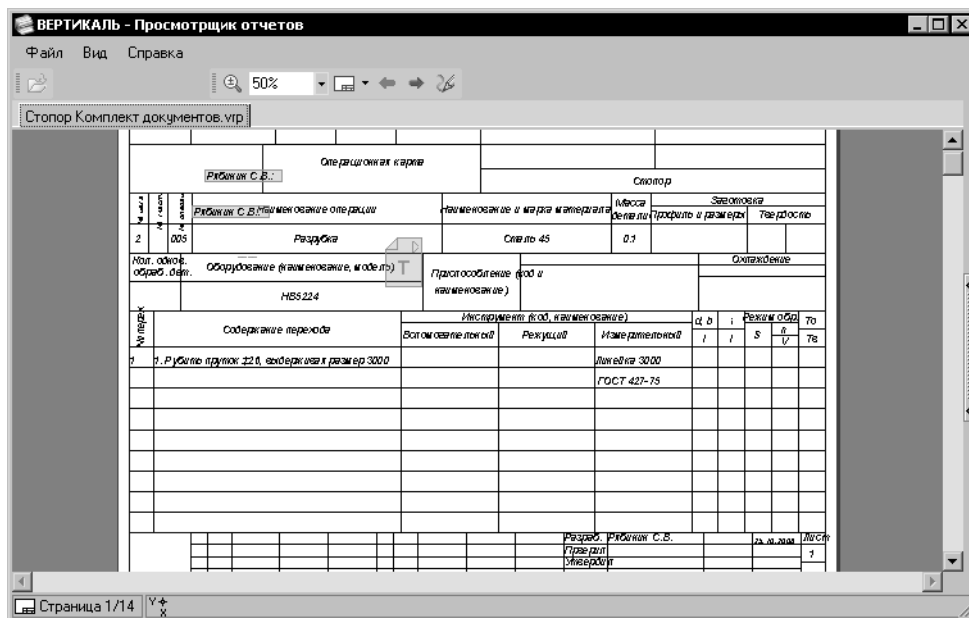 ВЕРТИКАЛЬ - Просмотрщик отчетов
Файл Вид Справка
50%
Стопор Комплект документов.vrp
Операционная карта
Рябинин С.В.:
Стопор
Рябинин С.В.: Наименование операции Наименование и марка материала Масса детали Заготовка
Профиль и размеры Твердость
2 005 Разрубка Сталь 45 0.1
Кол. однов. обраб. дет. Оборудование (наименование, модель) Приспособление (код и наименование) Охлаждение
T
НВ5224
№ перех. Содержание перехода Инструмент (код, наименование) d, b i Режим обр. То
Вспомогательный Режущий Измерительный l i S n V Тв
1 1. Рубить пруток ±26, выдерживая размер 3000 Линейка 3000
ГОСТ 427-75
Разраб. Рябинин С.В. Лист
Проверил 1
Утвердил
Страница 1/14
Y
X